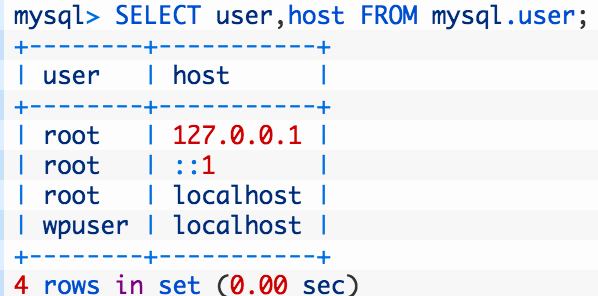 mysql> SELECT user,host FROM mysql.user;
+--------+-----------+
| user   | host      |
+--------+-----------+
| root   | 127.0.0.1 |
| root   | ::1       |
| root   | localhost |
| wpuser | localhost |
+--------+-----------+
4 rows in set (0.00 sec)